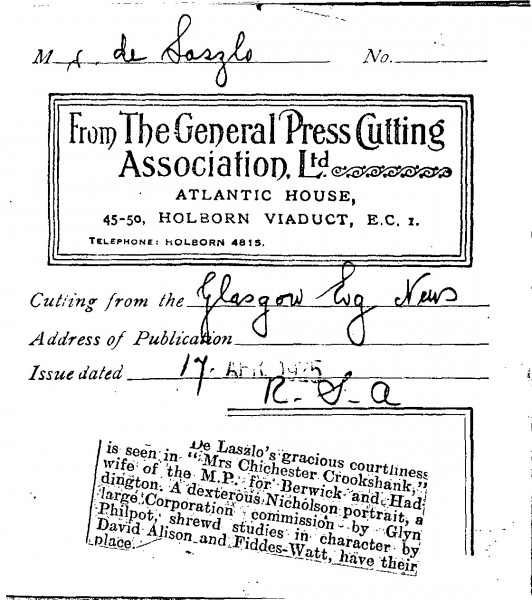 Mr. de Laszlo No.
From The General Press Cutting
Association, Ltd
ATLANTIC HOUSE,
45-50, HOLBORN VIADUCT, E.C. 1.
TELEPHONE: HOLBORN 4815.
Cutting from the Glasgow Evg News
Address of Publication
Issue dated 17 APR 1925
R. S. A
De Laszlo's gracious courtliness
is seen in "Mrs Chichester Crookshank,"
wife of the M.P. for Berwick and Had
dington. A dexterous Nicholson portrait, a
large Corporation commission by Glyn
Philpot, shrewd studies in character by
David Alison and Fiddes-Watt, have their
place.